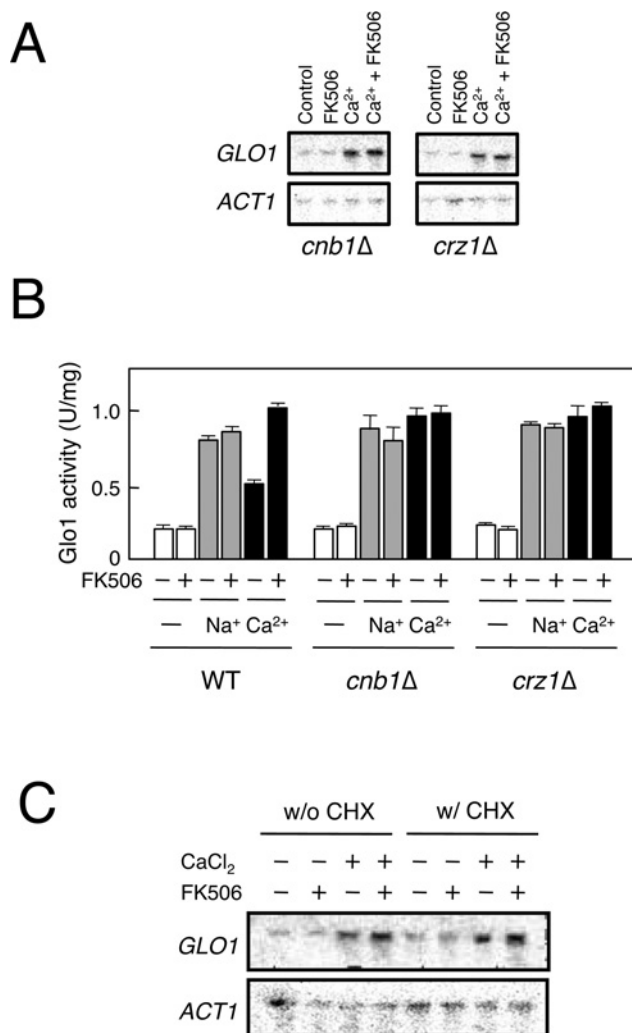 A
Control FK506 Ca²⁺ Ca²⁺ + FK506 Control FK506 Ca²⁺ Ca²⁺ + FK506
GLO1
ACT1
cnb1Δ crz1Δ
B
Glo1 activity (U/mg)
1.0
0.5
0
FK506 − + − + − + − + − + − + − + − + − +
− Na⁺ Ca²⁺ − Na⁺ Ca²⁺ − Na⁺ Ca²⁺
WT cnb1Δ crz1Δ
C
w/o CHX w/ CHX
CaCl₂ − − + + − − + +
FK506 − + − + − + − +
GLO1
ACT1